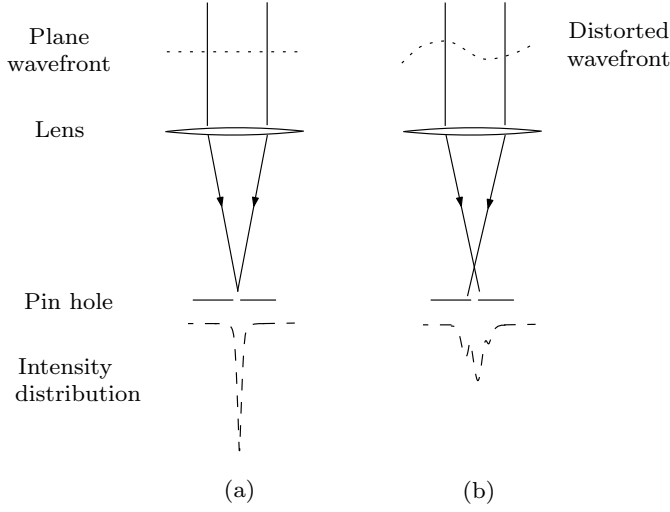 Plane
wavefront
Distorted
wavefront
Lens
Pin hole
Intensity
distribution
(a)
(b)